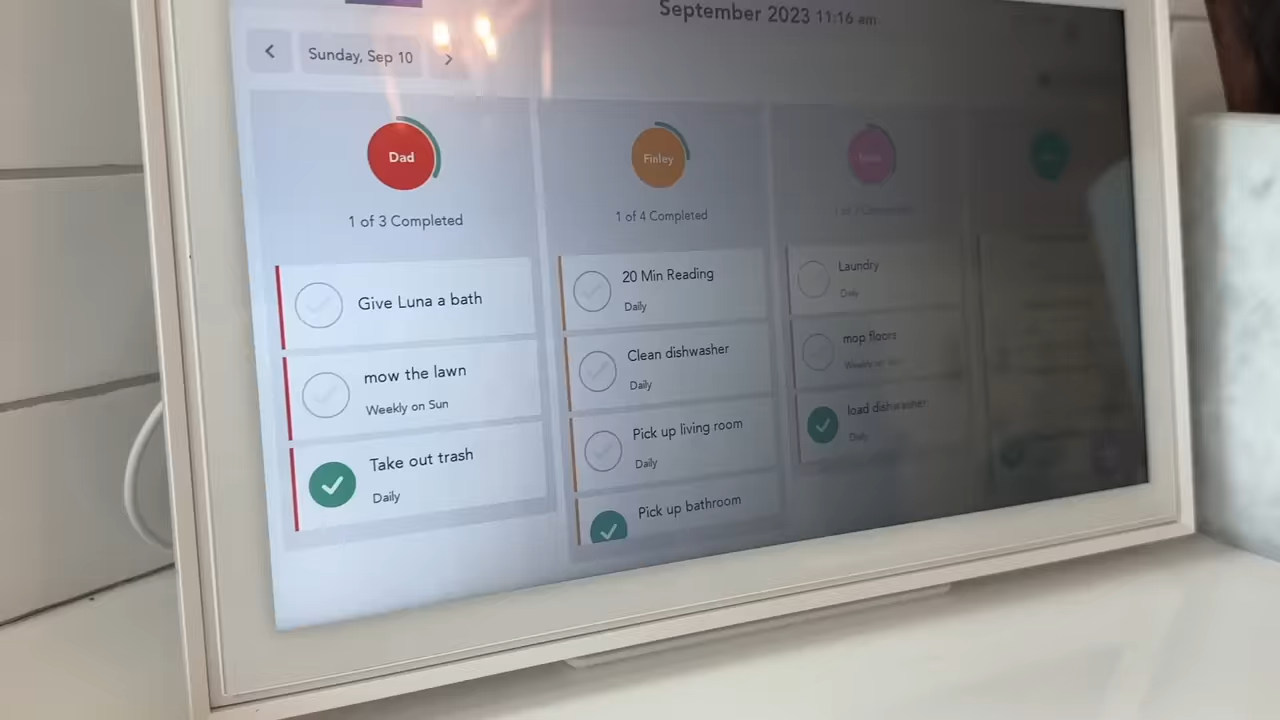 September 2023 11:16 am
Sunday, Sep 10
Dad
1 of 3 Completed
Give Luna a bath
mow the lawn
Weekly on Sun
Take out trash
Daily
Finley
1 of 4 Completed
20 Min Reading
Daily
Clean dishwasher
Daily
Pick up living room
Daily
Pick up bathroom
Laundry
Daily
mop floors
Weekly on
load dishwasher
Daily